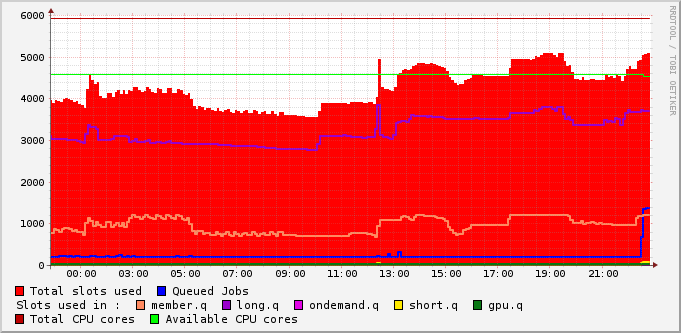 RRDTOOL / TOBI OETIKER
6000
5000
4000
3000
2000
1000
0
00:00 03:00 05:00 07:00 09:00 11:00 13:00 15:00 17:00 19:00 21:00
Total slots used Queued Jobs
Slots used in : member.q long.q ondemand.q short.q gpu.q
Total CPU cores Available CPU cores